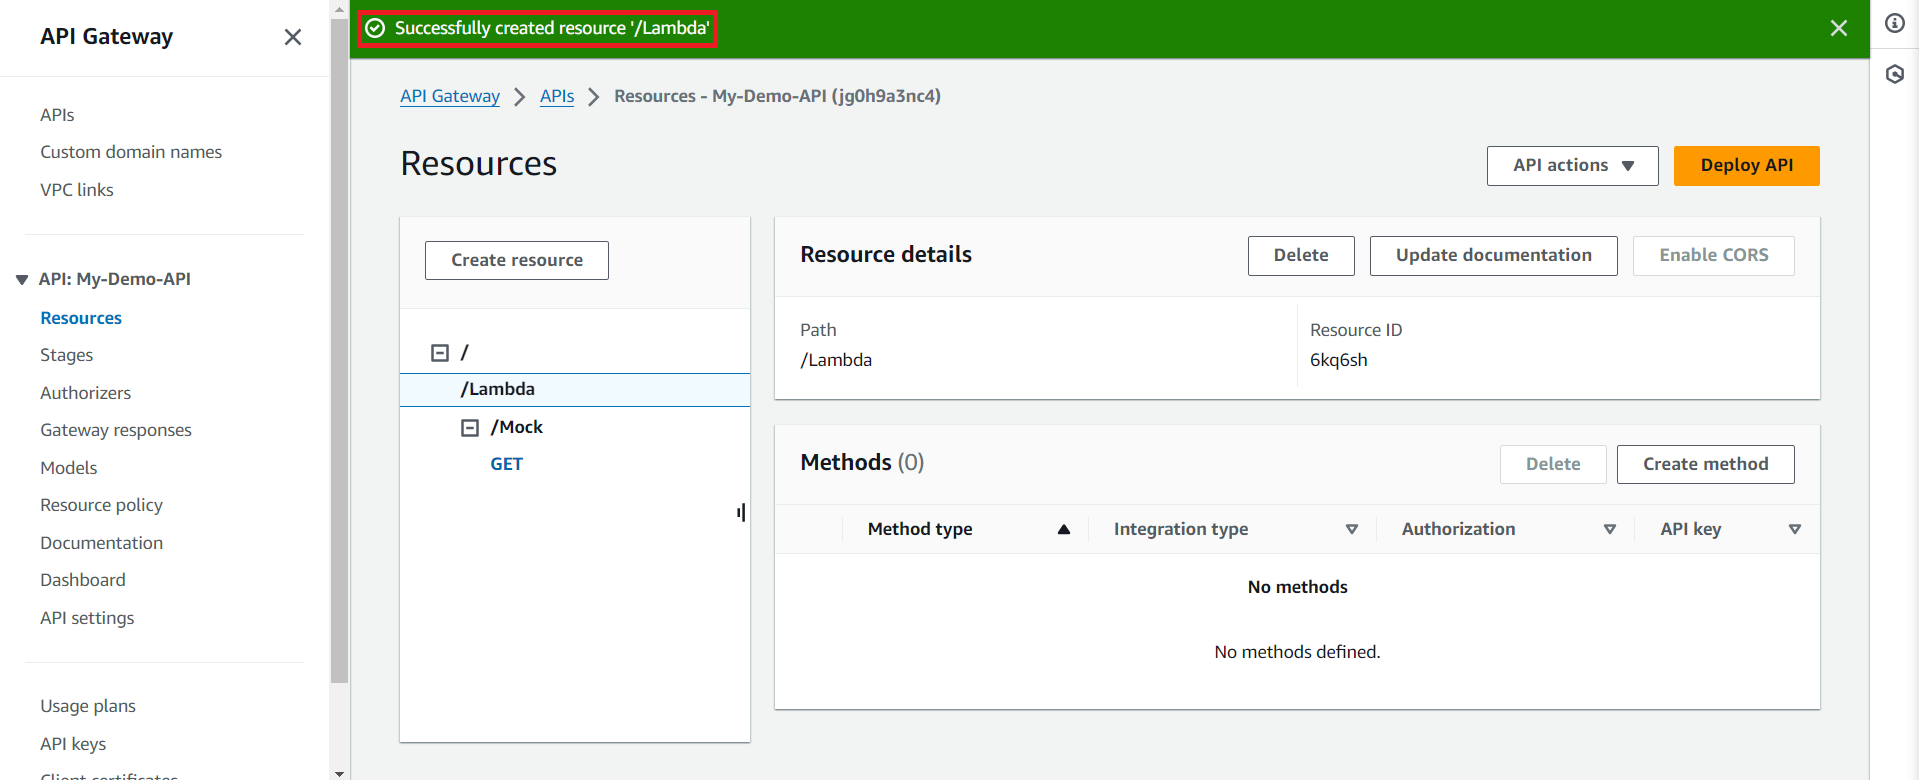 API Gateway
APIs
Custom domain names
VPC links
API: My-Demo-API
Resources
Stages
Authorizers
Gateway responses
Models
Resource policy
Documentation
Dashboard
API settings
Usage plans
API keys
Client certificates
Successfully created resource '/Lambda'
API Gateway > APIs > Resources - My-Demo-API (jg0h9a3nc4)
Resources
API actions
Deploy API
Create resource
/
/Lambda
/Mock
GET
Resource details
Delete
Update documentation
Enable CORS
Path
/Lambda
Resource ID
6kq6sh
Methods (0)
Delete
Create method
Method type
Integration type
Authorization
API key
No methods
No methods defined.